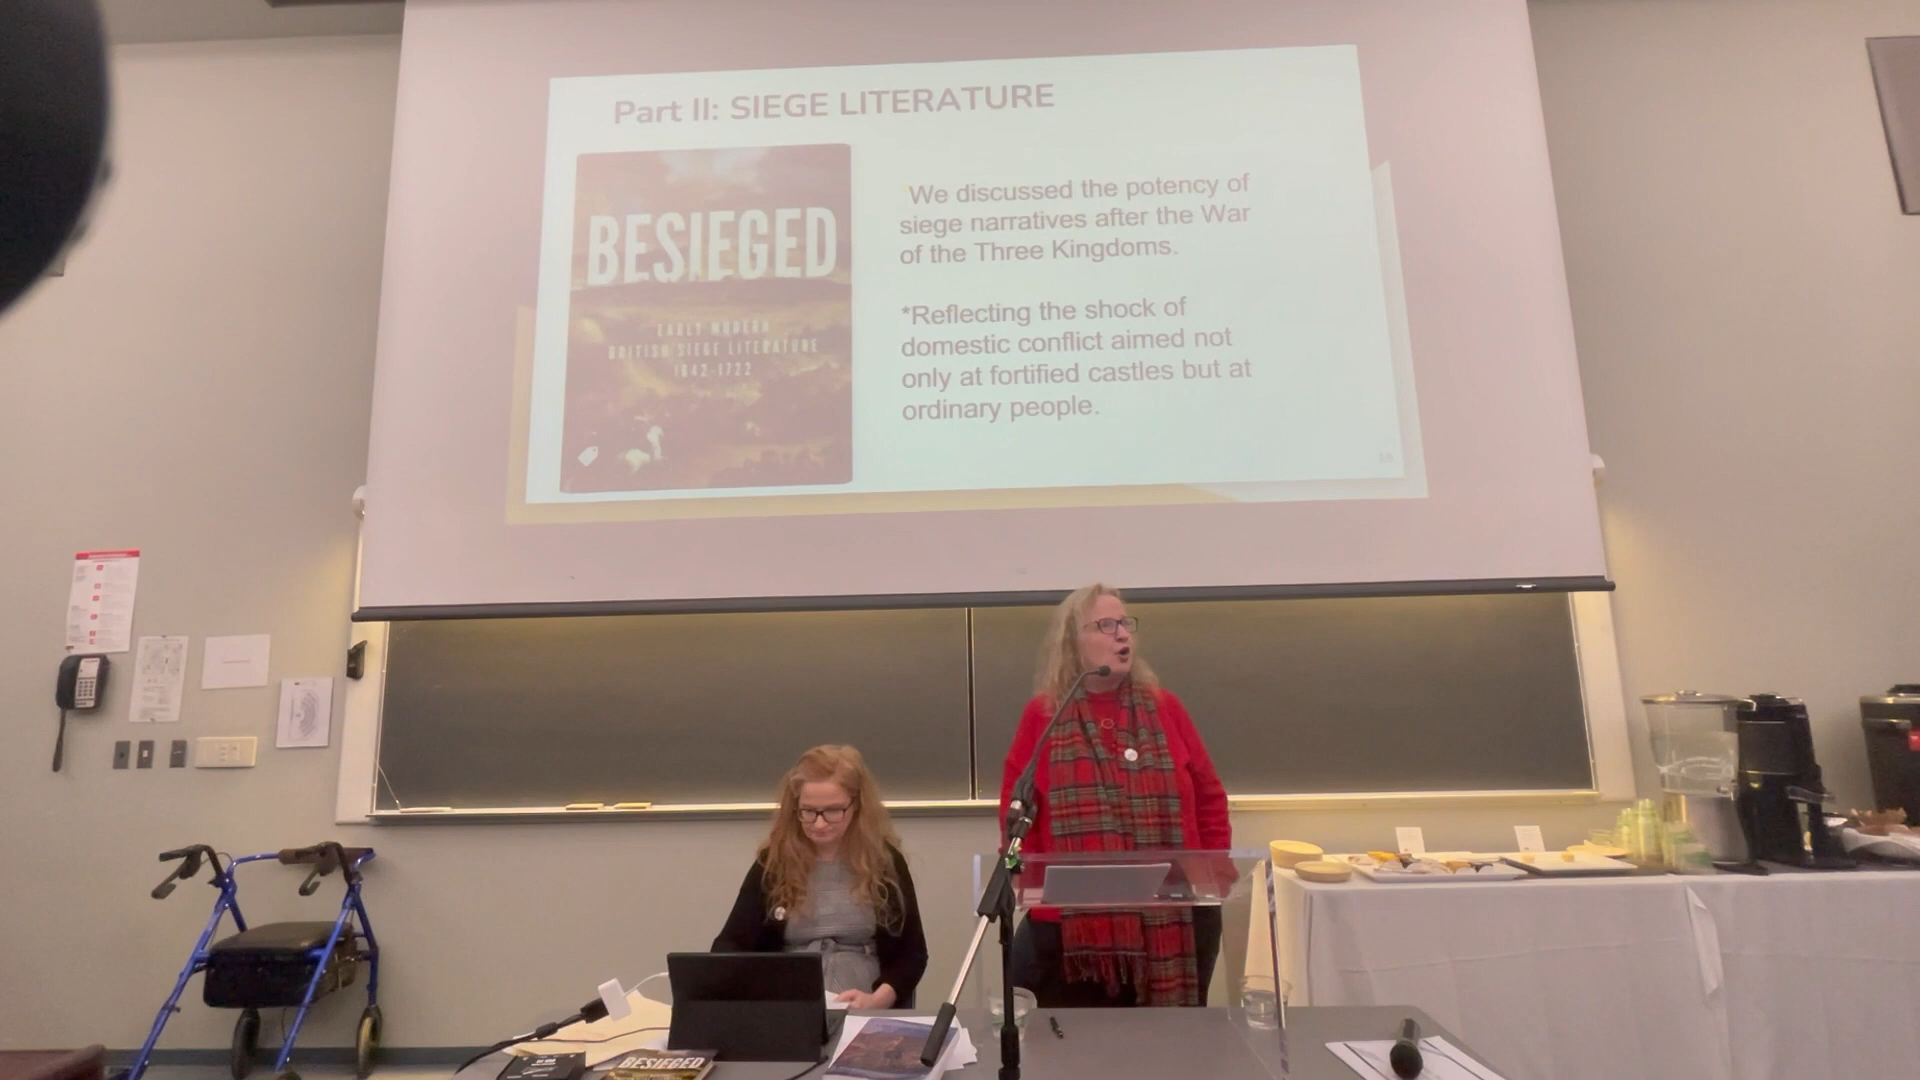 Part II: SIEGE LITERATURE
BESIEGED
EARLY MODERN
BRITISH SIEGE LITERATURE
1642-1722
We discussed the potency of
siege narratives after the War
of the Three Kingdoms.
*Reflecting the shock of
domestic conflict aimed not
only at fortified castles but at
ordinary people.
BESIEGED